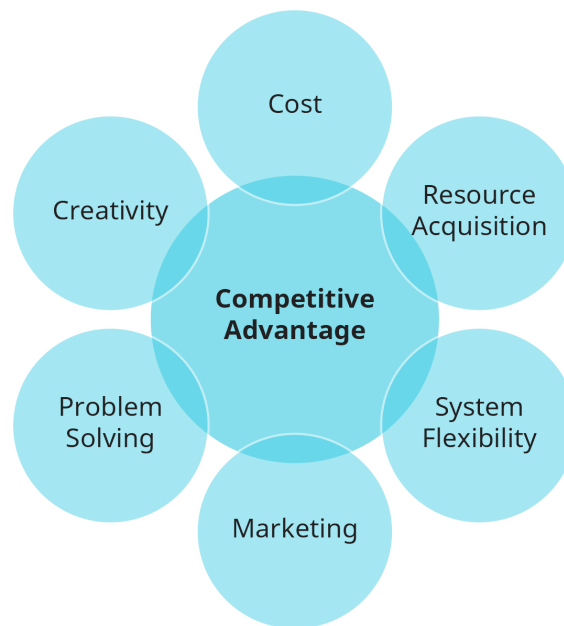 Cost
Creativity
Resource
Acquisition
Competitive
Advantage
Problem
Solving
System
Flexibility
Marketing